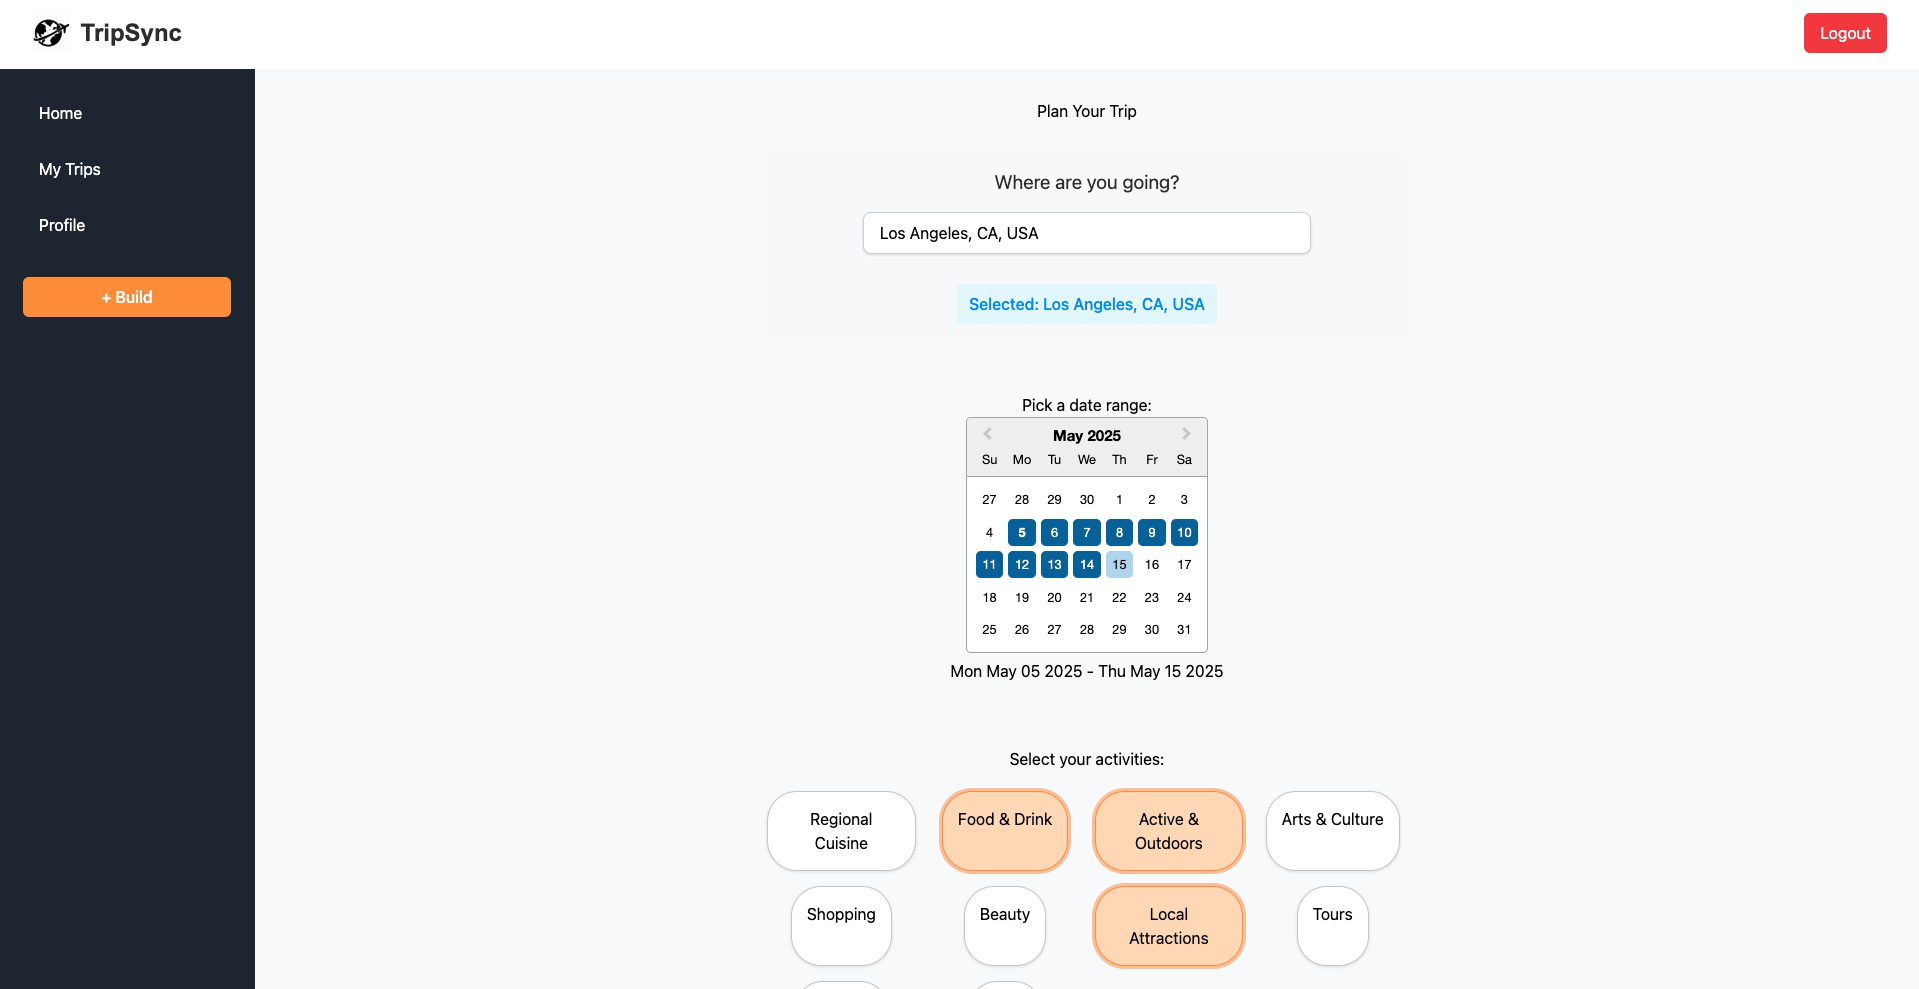 TripSync
Logout
Home
My Trips
Profile
+ Build
Plan Your Trip
Where are you going?
Los Angeles, CA, USA
Selected: Los Angeles, CA, USA
Pick a date range:
May 2025
Su Mo Tu We Th Fr Sa
27 28 29 30 1 2 3
4 5 6 7 8 9 10
11 12 13 14 15 16 17
18 19 20 21 22 23 24
25 26 27 28 29 30 31
Mon May 05 2025 - Thu May 15 2025
Select your activities:
Regional
Cuisine
Food & Drink
Active &
Outdoors
Arts & Culture
Shopping
Beauty
Local
Attractions
Tours